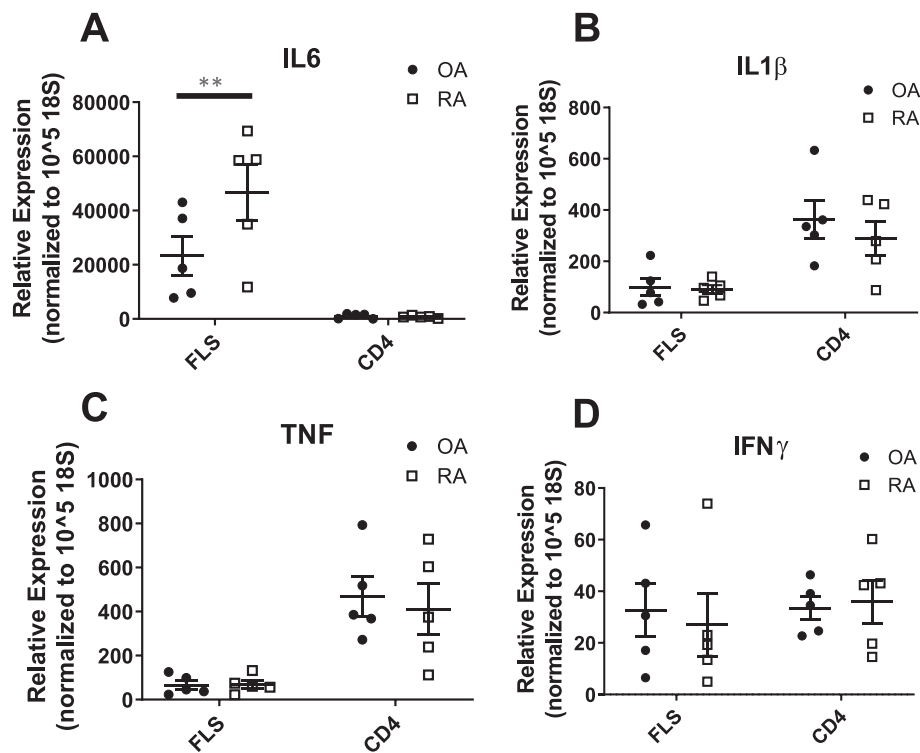 A
IL6
● OA
□ RA
**
Relative Expression
(normalized to 10^5 18S)
80000
60000
40000
20000
0
FLS
CD4
B
IL1β
● OA
□ RA
Relative Expression
(normalized to 10^5 18S)
800
600
400
200
0
FLS
CD4
C
TNF
● OA
□ RA
Relative Expression
(normalized to 10^5 18S)
1000
800
600
400
200
0
FLS
CD4
D
IFNγ
● OA
□ RA
Relative Expression
(normalized to 10^5 18S)
80
60
40
20
0
FLS
CD4